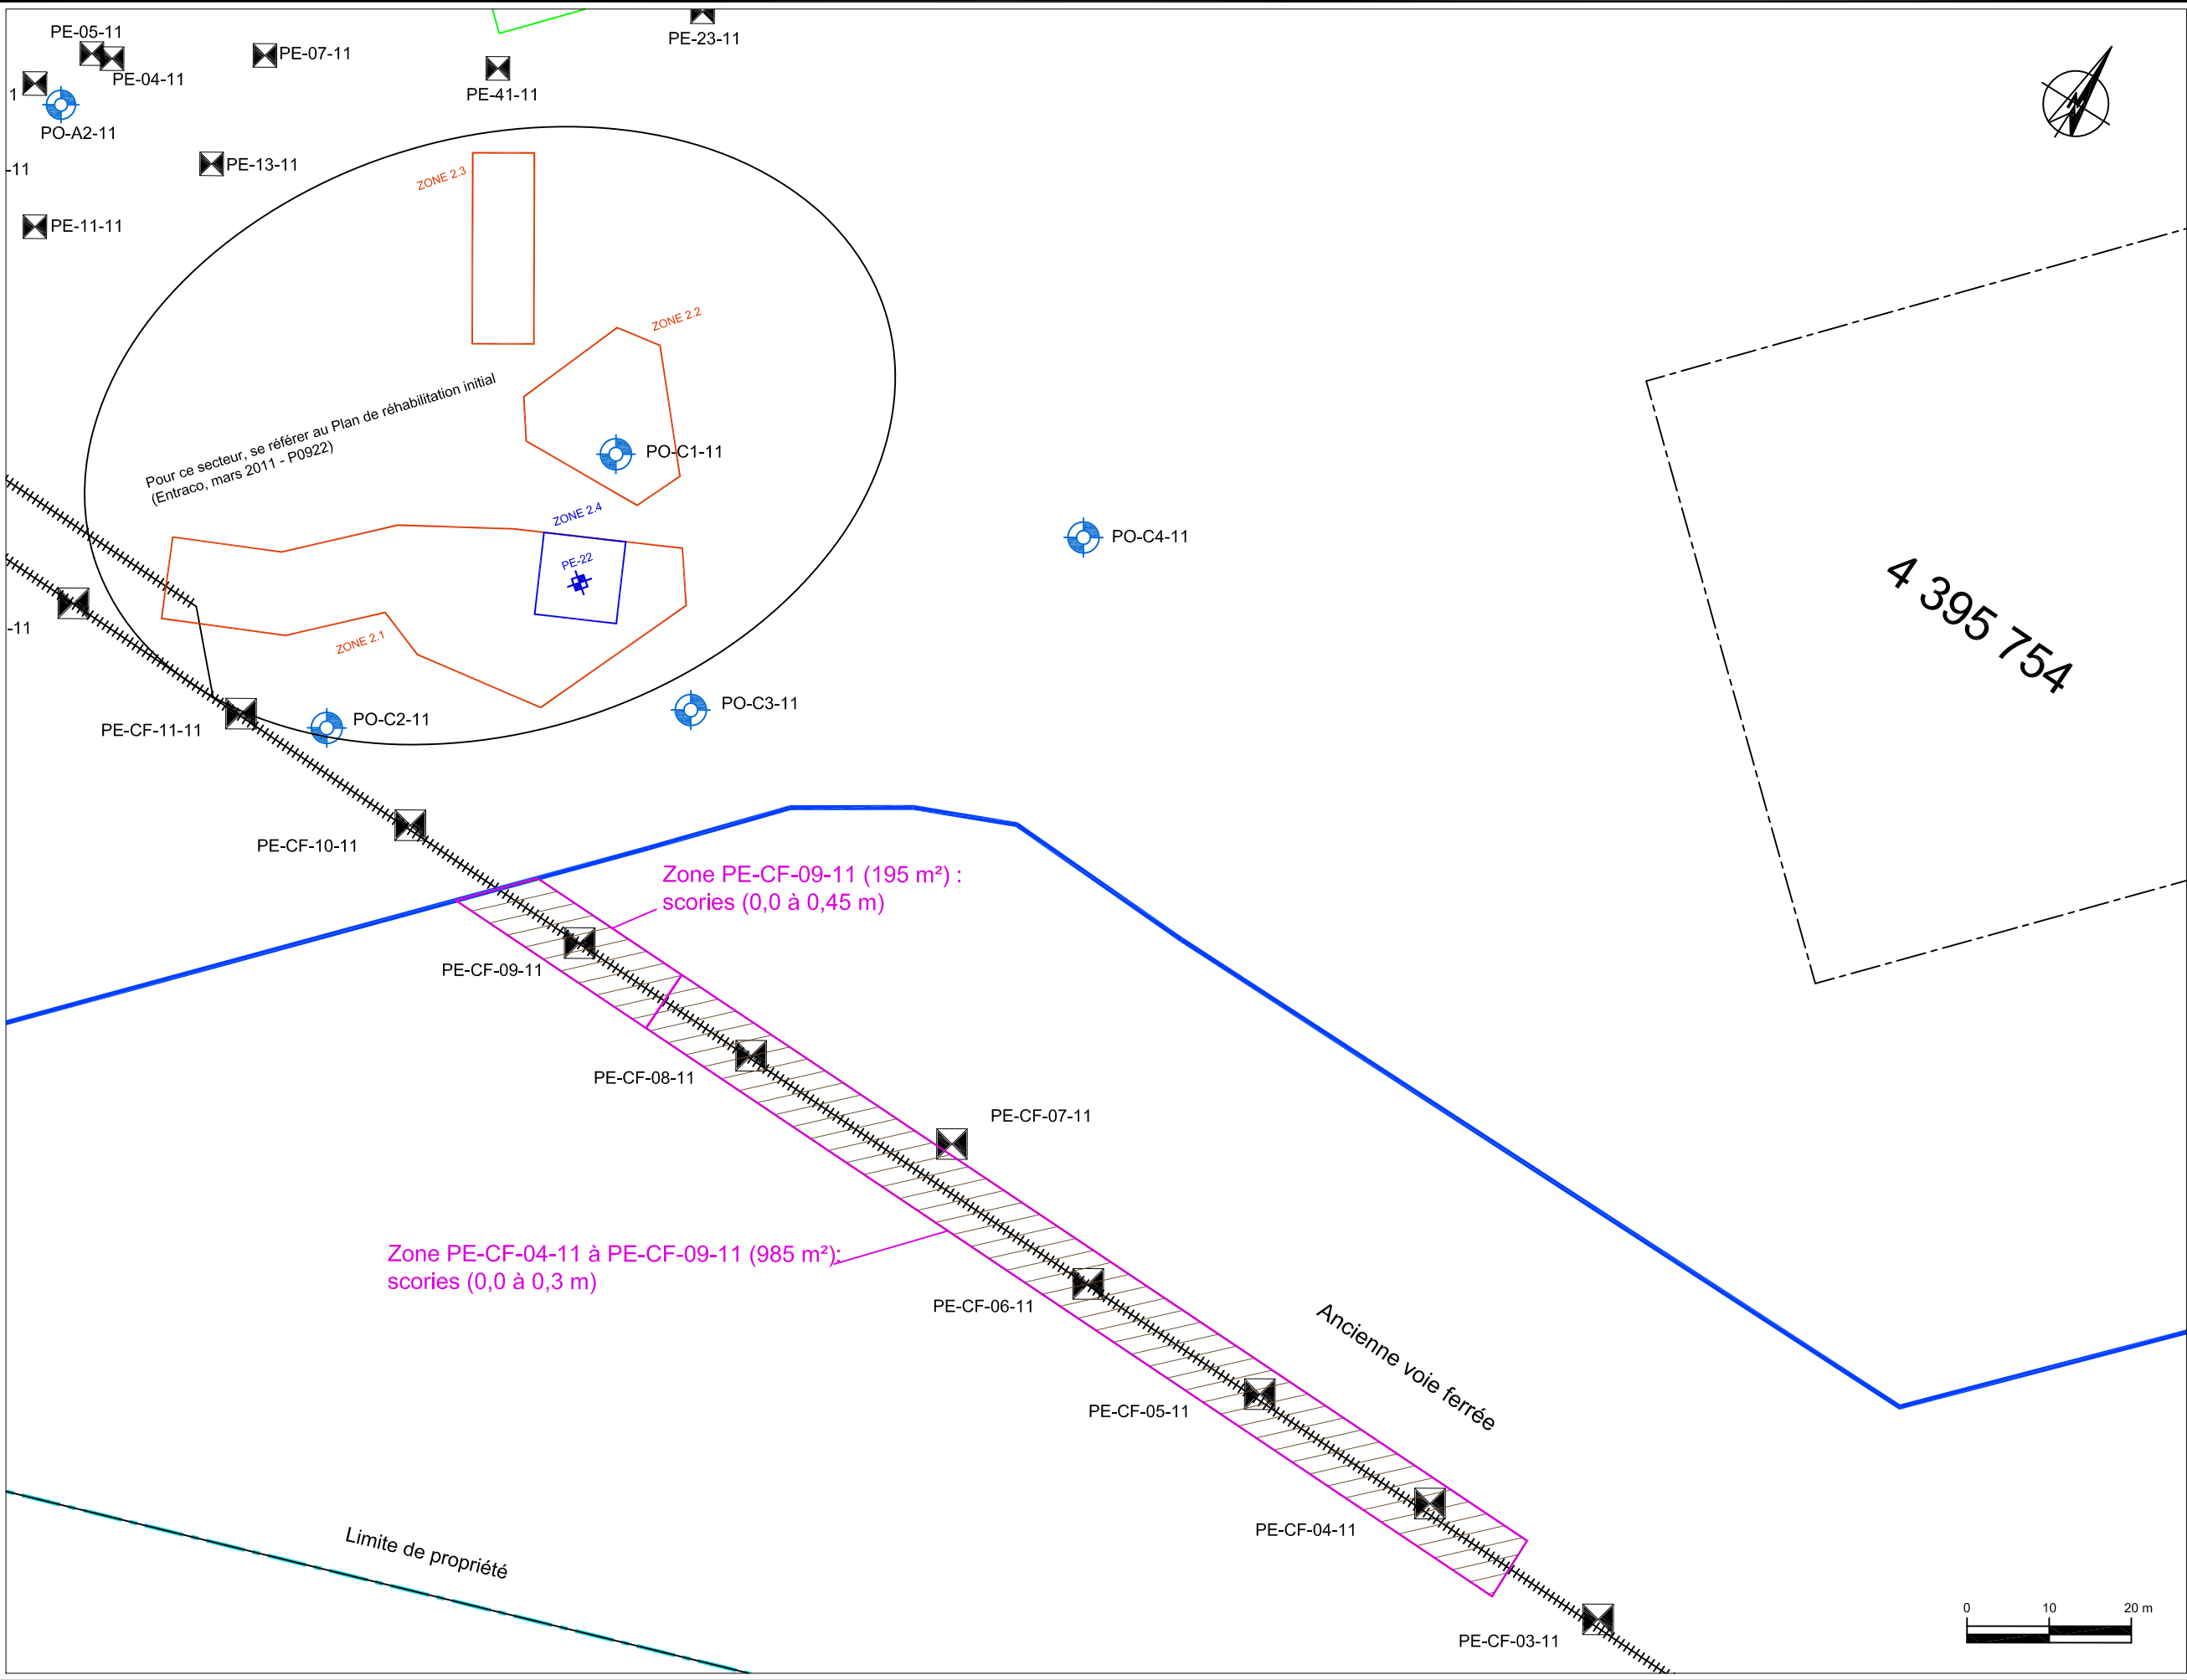 PE-05-11
PE-04-11
PE-07-11
PE-41-11
PE-23-11
1
PO-A2-11
-11
PE-13-11
PE-11-11
N
ZONE 2.3
ZONE 2.2
Pour ce secteur, se référer au Plan de réhabilitation initial
(Entraco, mars 2011 - P0922)
PO-C1-11
ZONE 2.4
PE-22
PO-C4-11
4 395 754
-11
ZONE 2.1
PE-CF-11-11
PO-C2-11
PO-C3-11
PE-CF-10-11
Zone PE-CF-09-11 (195 m²) :
scories (0,0 à 0,45 m)
PE-CF-09-11
PE-CF-08-11
PE-CF-07-11
Zone PE-CF-04-11 à PE-CF-09-11 (985 m²):
scories (0,0 à 0,3 m)
PE-CF-06-11
Ancienne voie ferrée
PE-CF-05-11
PE-CF-04-11
Limite de propriété
PE-CF-03-11
0 10 20 m